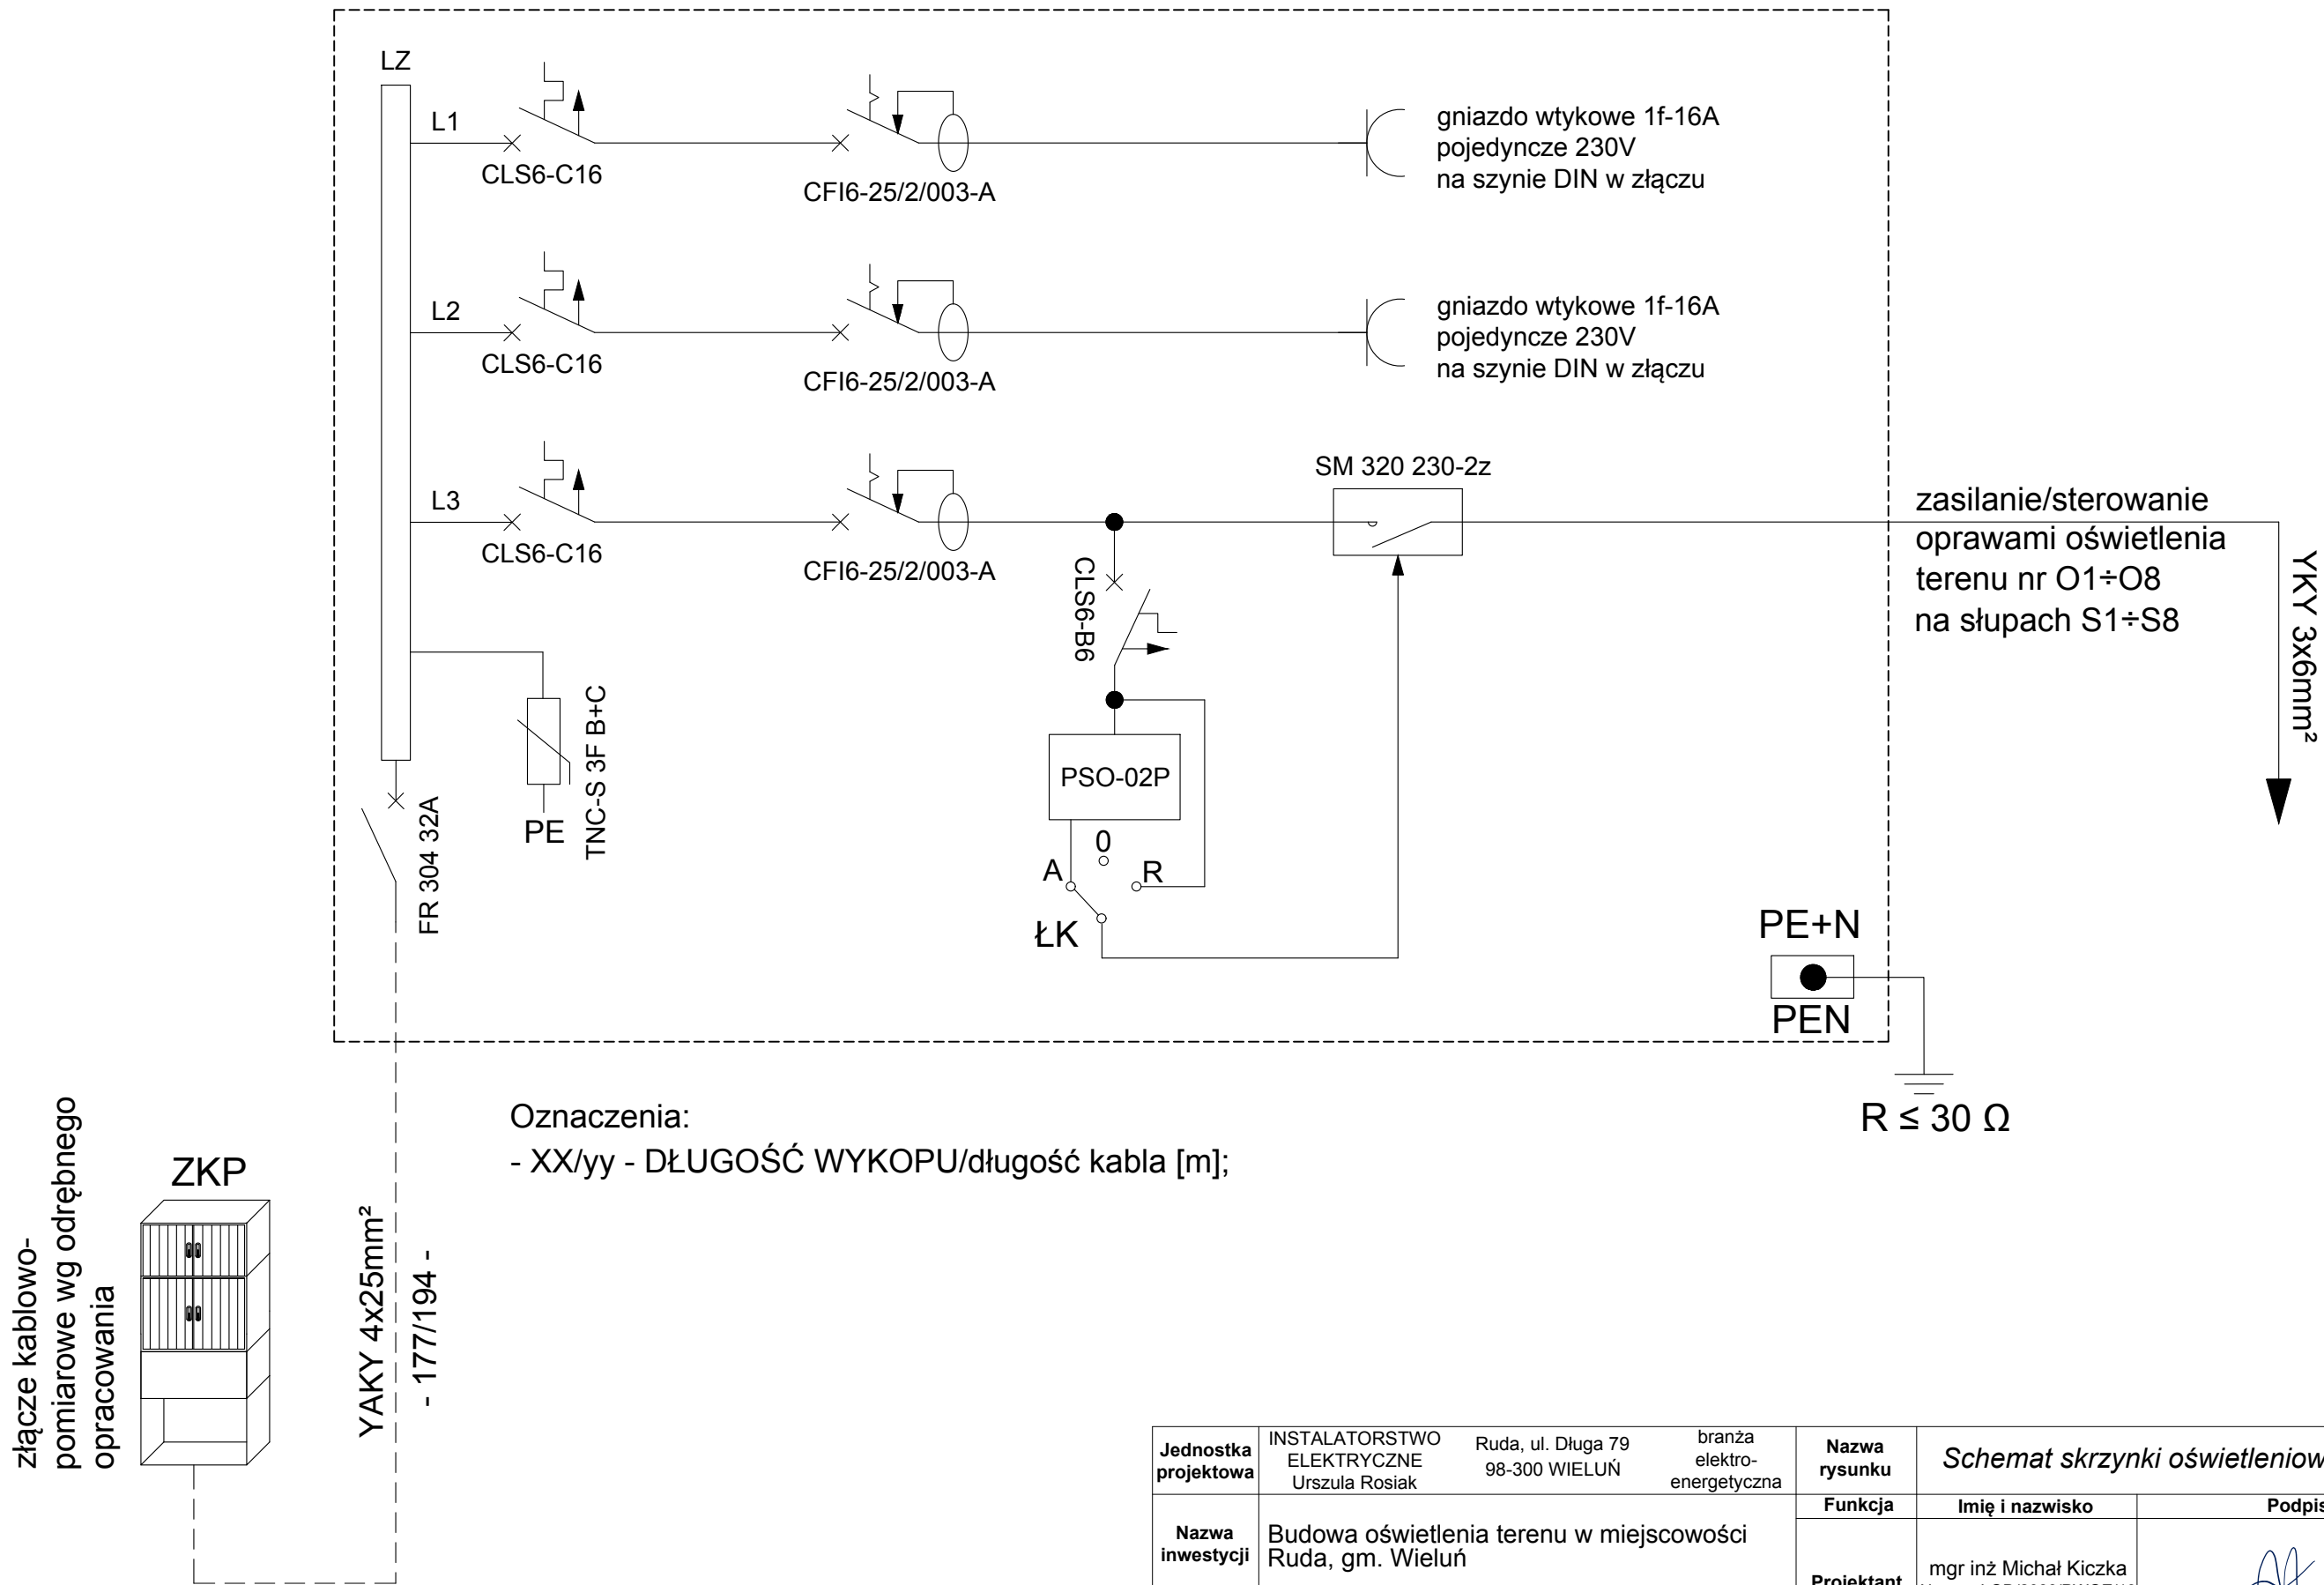 LZ
L1
CLS6-C16
CFI6-25/2/003-A
gniazdo wtykowe 1f-16A
pojedyncze 230V
na szynie DIN w złączu
L2
CLS6-C16
CFI6-25/2/003-A
gniazdo wtykowe 1f-16A
pojedyncze 230V
na szynie DIN w złączu
L3
CLS6-C16
CFI6-25/2/003-A
SM 320 230-2z
zasilanie/sterowanie
oprawami oświetlenia
terenu nr O1÷O8
na słupach S1÷S8
YKY 3x6mm²
CLS6-B6
PSO-02P
A
0
R
ŁK
TNC-S 3F B+C
PE
FR 304 32A
PE+N
PEN
R ≤ 30 Ω
Oznaczenia:
- XX/yy - DŁUGOŚĆ WYKOPU/długość kabla [m];
ZKP
złącze kablowo-
pomiarowe wg odrębnego
opracowania
YAKY 4x25mm²
- 177/194 -
Jednostka
projektowa
INSTALATORSTWO
ELEKTRYCZNE
Urszula Rosiak
Ruda, ul. Długa 79
98-300 WIELUŃ
branża
elektro-
energetyczna
Nazwa
rysunku
Schemat skrzynki oświetleniow
Funkcja
Imię i nazwisko
Podpis
Nazwa
inwestycji
Budowa oświetlenia terenu w miejscowości
Ruda, gm. Wieluń
Projektant
mgr inż Michał Kiczka